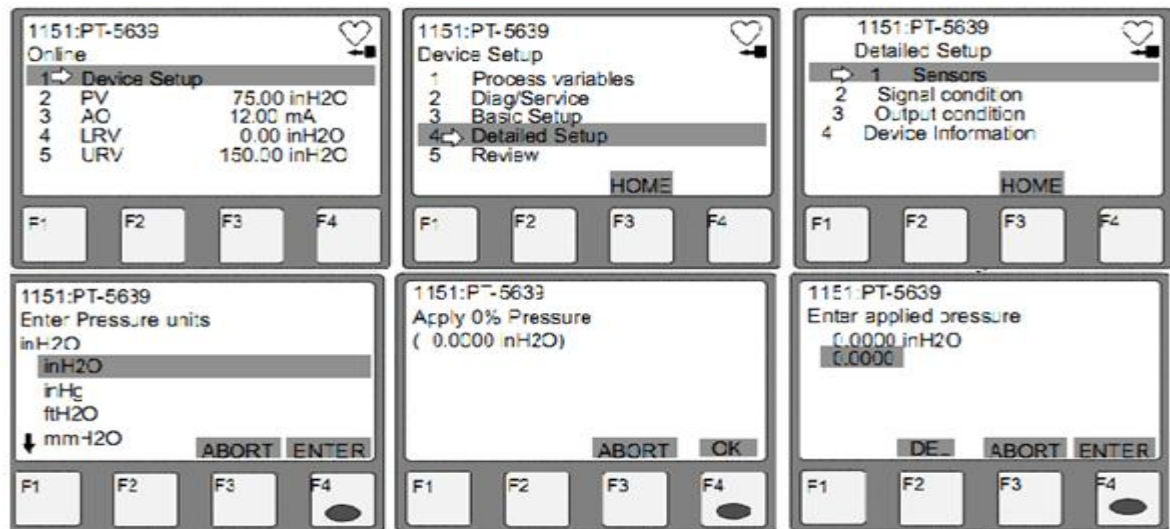 1151:PT-5639
Online
1 Device Setup
2 PV 75.00 inH2O
3 AO 12.00 mA
4 LRV 0.00 inH2O
5 URV 150.00 inH2O
F1 F2 F3 F4
1151:PT-5639
Device Setup
1 Process variables
2 Diag/Service
3 Basic Setup
4 Detailed Setup
5 Review
HOME
F1 F2 F3 F4
1151:PT-5639
Detailed Setup
1 Sensors
2 Signal condition
3 Output condition
4 Device Information
HOME
F1 F2 F3 F4
1151:PT-5639
Enter Pressure units
inH2O
inH2O
inHg
ftH2O
mmH2O
ABORT ENTER
F1 F2 F3 F4
1151:PT-5639
Apply 0% Pressure
( 0.0000 inH2O)
ABORT OK
F1 F2 F3 F4
1151:PT-5639
Enter applied pressure
0.0000 inH2O
0.0000
DEL ABORT ENTER
F1 F2 F3 F4